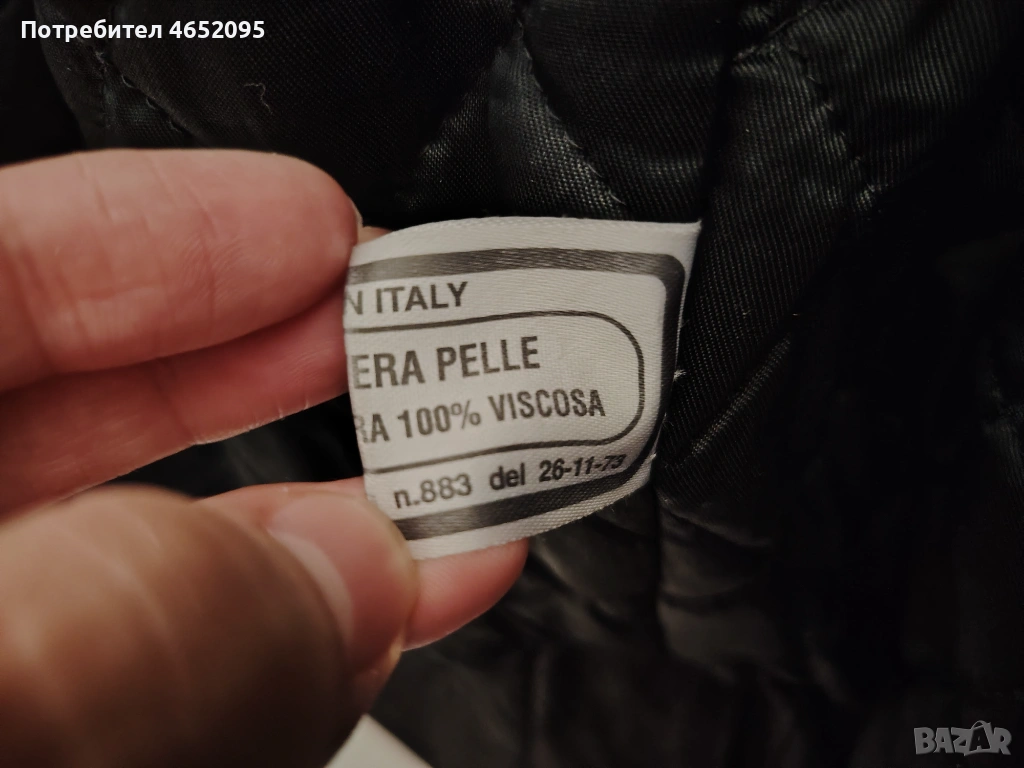 Потребител 4652095
N ITALY
ERA PELLE
RA 100% VISCOSA
n.883 del 26-11-73
BAZAR